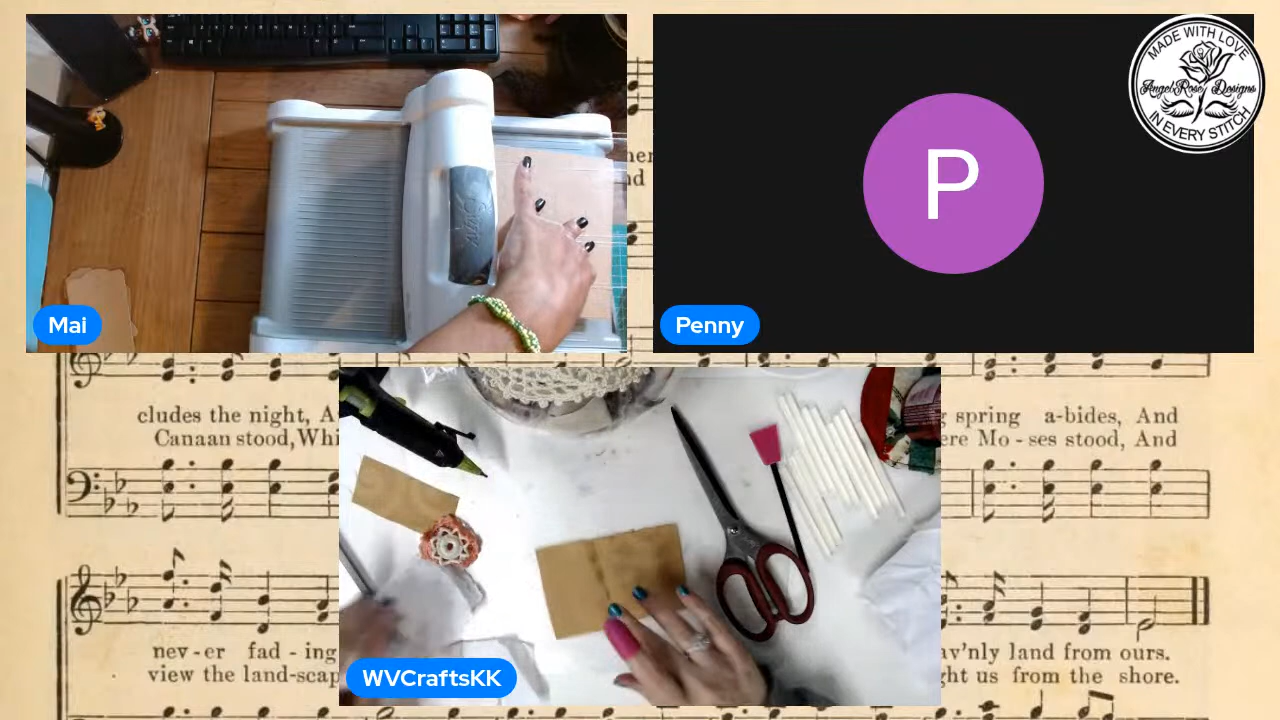 Mai
P
Penny
MADE WITH LOVE
AngelRose Designs
IN EVERY STITCH
cludes the night, A
Canaan stood, Whi
g spring a-bides, And
ere Mo-ses stood, And
WVCraftsKK
nev-er fad-ing
view the land-scap
av'nly land from ours.
ght us from the shore.